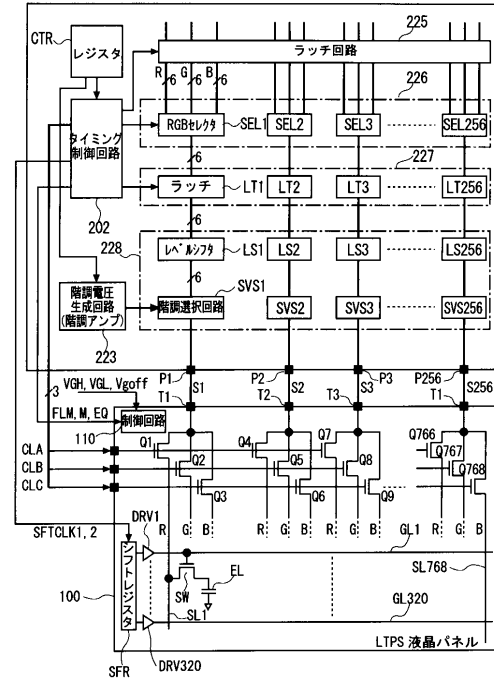 225
CTR
レジスタ
ラッチ回路
R G B
6 6 6
226
タイミング
制御回路
RGBセレクタ
SEL1
SEL2
SEL3
SEL256
6
227
ラッチ
LT1
LT2
LT3
LT256
202
6
228
レベルシフタ
LS1
LS2
LS3
LS256
6
SVS1
階調電圧
生成回路
(階調アンプ)
階調選択回路
SVS2
SVS3
SVS256
223
P1
S1
P2
S2
P3
S3
P256
S256
3
VGH, VGL, Vgoff
T1
T2
T3
T1
FLM, M, EQ
制御回路
110
Q1
Q4
Q7
Q766
CLA
Q2
Q5
Q8
Q767
CLB
Q768
CLC
Q3
Q6
Q9
SFTCLK1, 2
R G B
R G B
R G B
R G B
DRV1
GL1
シフトレジスタ
EL
SW
SL768
100
SL1
GL320
LTPS 液晶パネル
SFR
DRV320